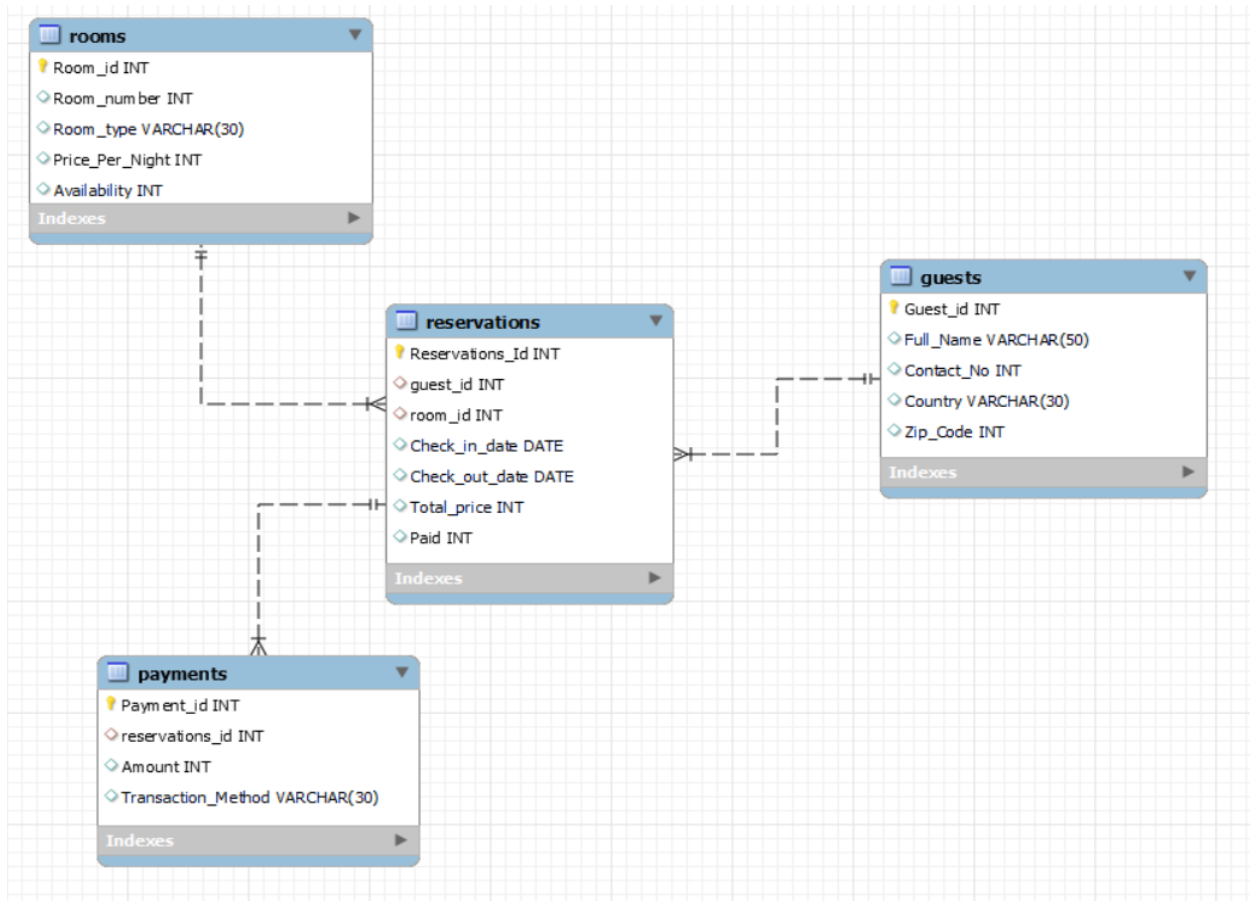 rooms
Room_id INT
Room_number INT
Room_type VARCHAR(30)
Price_Per_Night INT
Availability INT
Indexes
reservations
Reservations_Id INT
guest_id INT
room_id INT
Check_in_date DATE
Check_out_date DATE
Total_price INT
Paid INT
Indexes
guests
Guest_id INT
Full_Name VARCHAR(50)
Contact_No INT
Country VARCHAR(30)
Zip_Code INT
Indexes
payments
Payment_id INT
reservations_id INT
Amount INT
Transaction_Method VARCHAR(30)
Indexes